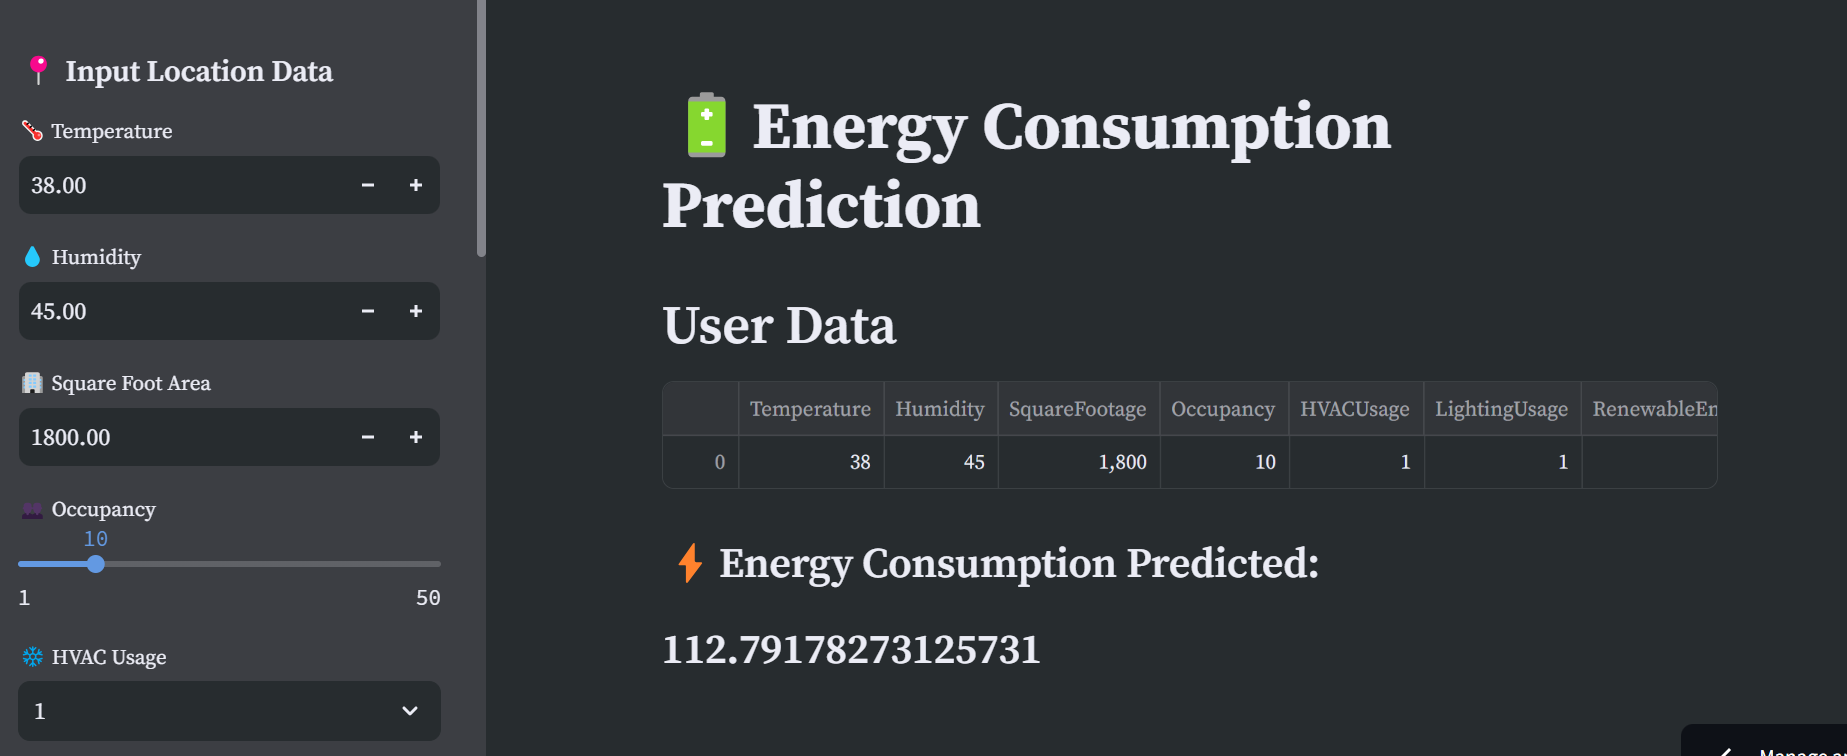 Input Location Data
Temperature
38.00
Humidity
45.00
Square Foot Area
1800.00
Occupancy
10
1 50
HVAC Usage
1
Energy Consumption
Prediction
User Data
Temperature Humidity SquareFootage Occupancy HVACUsage LightingUsage RenewableEn
0 38 45 1,800 10 1 1
Energy Consumption Predicted:
112.79178273125731
Manage